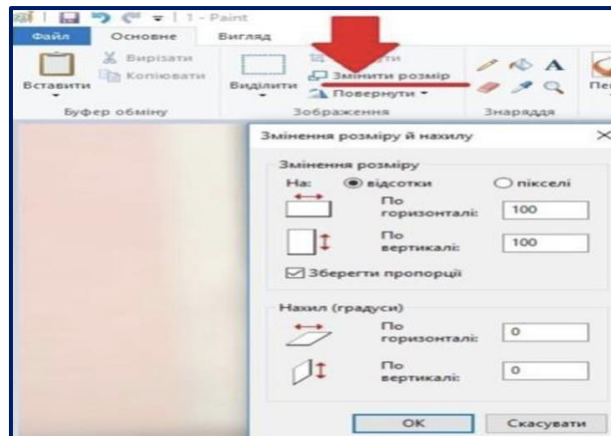 1 - Paint
Файл Основне Вигляд
Вставити
Вирізати
Копіювати
Буфер обміну
Виділити
Змінити розмір
Повернути
Зображення
A
Знаряддя
Змінення розміру й нахилу
Змінення розміру
На: відсотки пікселі
По
горизонталі: 100
По
вертикалі: 100
Зберегти пропорції
Нахил (градуси)
По
горизонталі: 0
По
вертикалі: 0
OK Скасувати